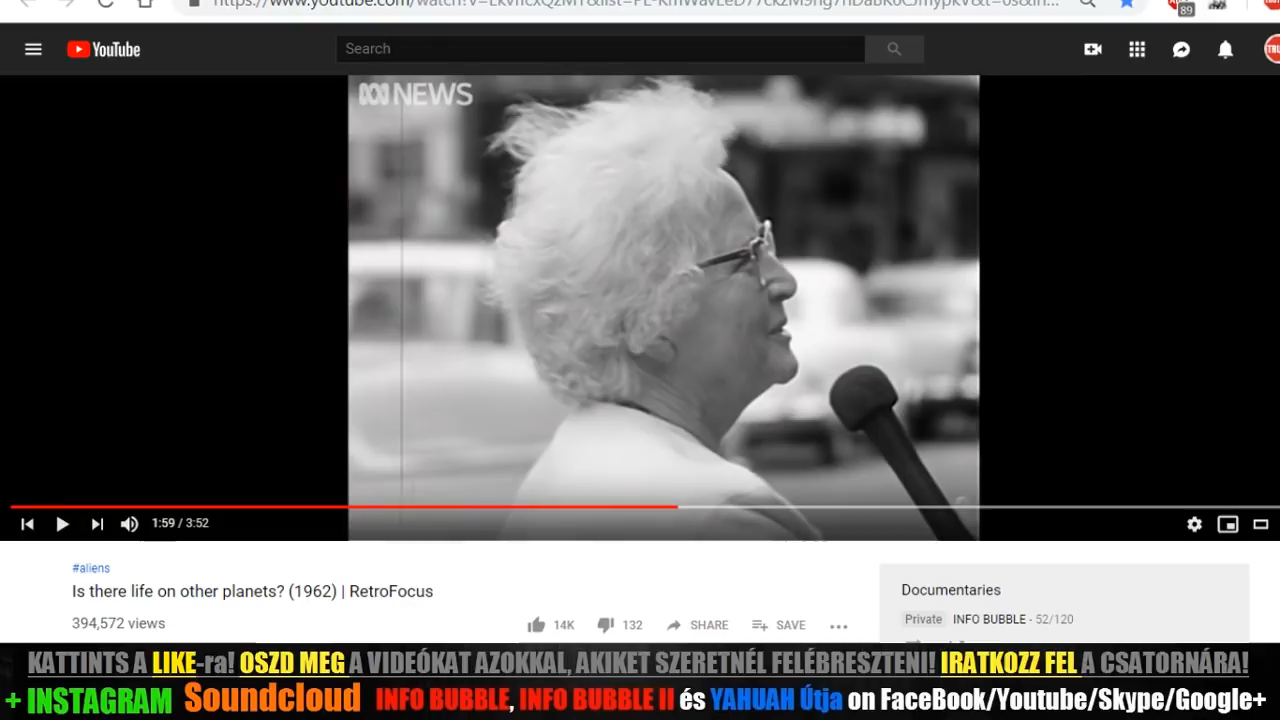 YouTube
Search
89
NEWS
1:59 / 3:52
#aliens
Is there life on other planets? (1962) | RetroFocus
394,572 views
14K 132 SHARE SAVE
Documentaries
Private INFO BUBBLE - 52/120
KATTINTS A LIKE-ra! OSZD MEG A VIDEÓKAT AZOKKAL, AKIKET SZERETNÉL FELÉBRESZTENI! IRATKOZZ FEL A CSATORNÁRA!
+ INSTAGRAM Soundcloud INFO BUBBLE, INFO BUBBLE II és YAHUAH Útja on FaceBook/Youtube/Skype/Google+